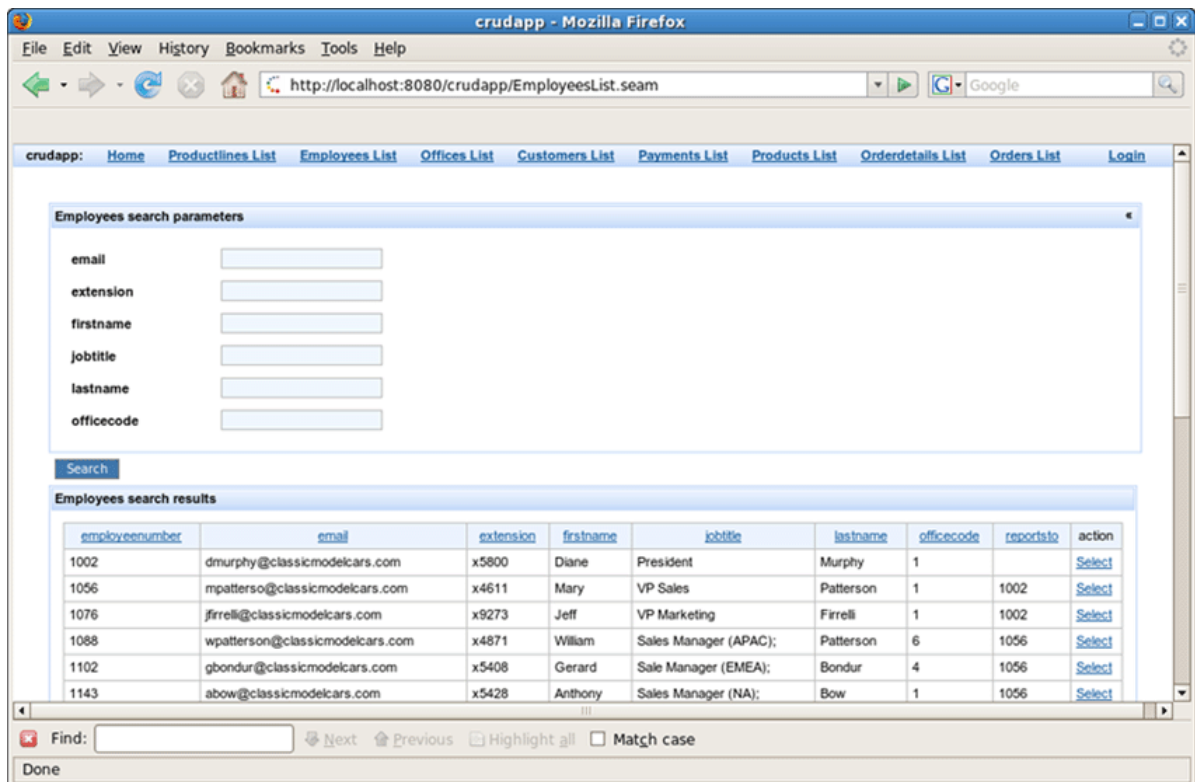 crudapp - Mozilla Firefox
File Edit View History Bookmarks Tools Help
http://localhost:8080/crudapp/EmployeesList.seam G Google
crudapp: Home Productlines List Employees List Offices List Customers List Payments List Products List Orderdetails List Orders List Login
Employees search parameters «
email
extension
firstname
jobtitle
lastname
officecode
Search
Employees search results
employeenumber email extension firstname jobtitle lastname officecode reportsto action
1002 dmurphy@classicmodelcars.com x5800 Diane President Murphy 1 Select
1056 mpatterso@classicmodelcars.com x4611 Mary VP Sales Patterson 1 1002 Select
1076 jfirrelli@classicmodelcars.com x9273 Jeff VP Marketing Firrelli 1 1002 Select
1088 wpatterson@classicmodelcars.com x4871 William Sales Manager (APAC); Patterson 6 1056 Select
1102 gbondur@classicmodelcars.com x5408 Gerard Sale Manager (EMEA); Bondur 4 1056 Select
1143 abow@classicmodelcars.com x5428 Anthony Sales Manager (NA); Bow 1 1056 Select
Find: Next Previous Highlight all Match case
Done